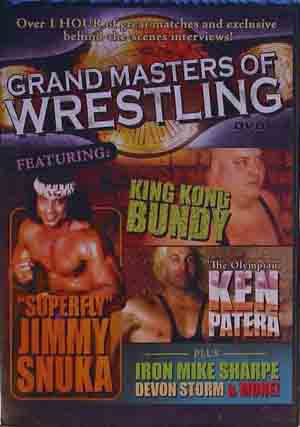 Over 1 HOUR of great matches and exclusive
behind-the-scenes interviews!
GRAND MASTERS OF
WRESTLING
DVD
FEATURING:
KING KONG
BUNDY
"SUPERFLY"
JIMMY
SNUKA
The Olympian
KEN
PATERA
PLUS
IRON MIKE SHARPE
DEVON STORM & MORE!